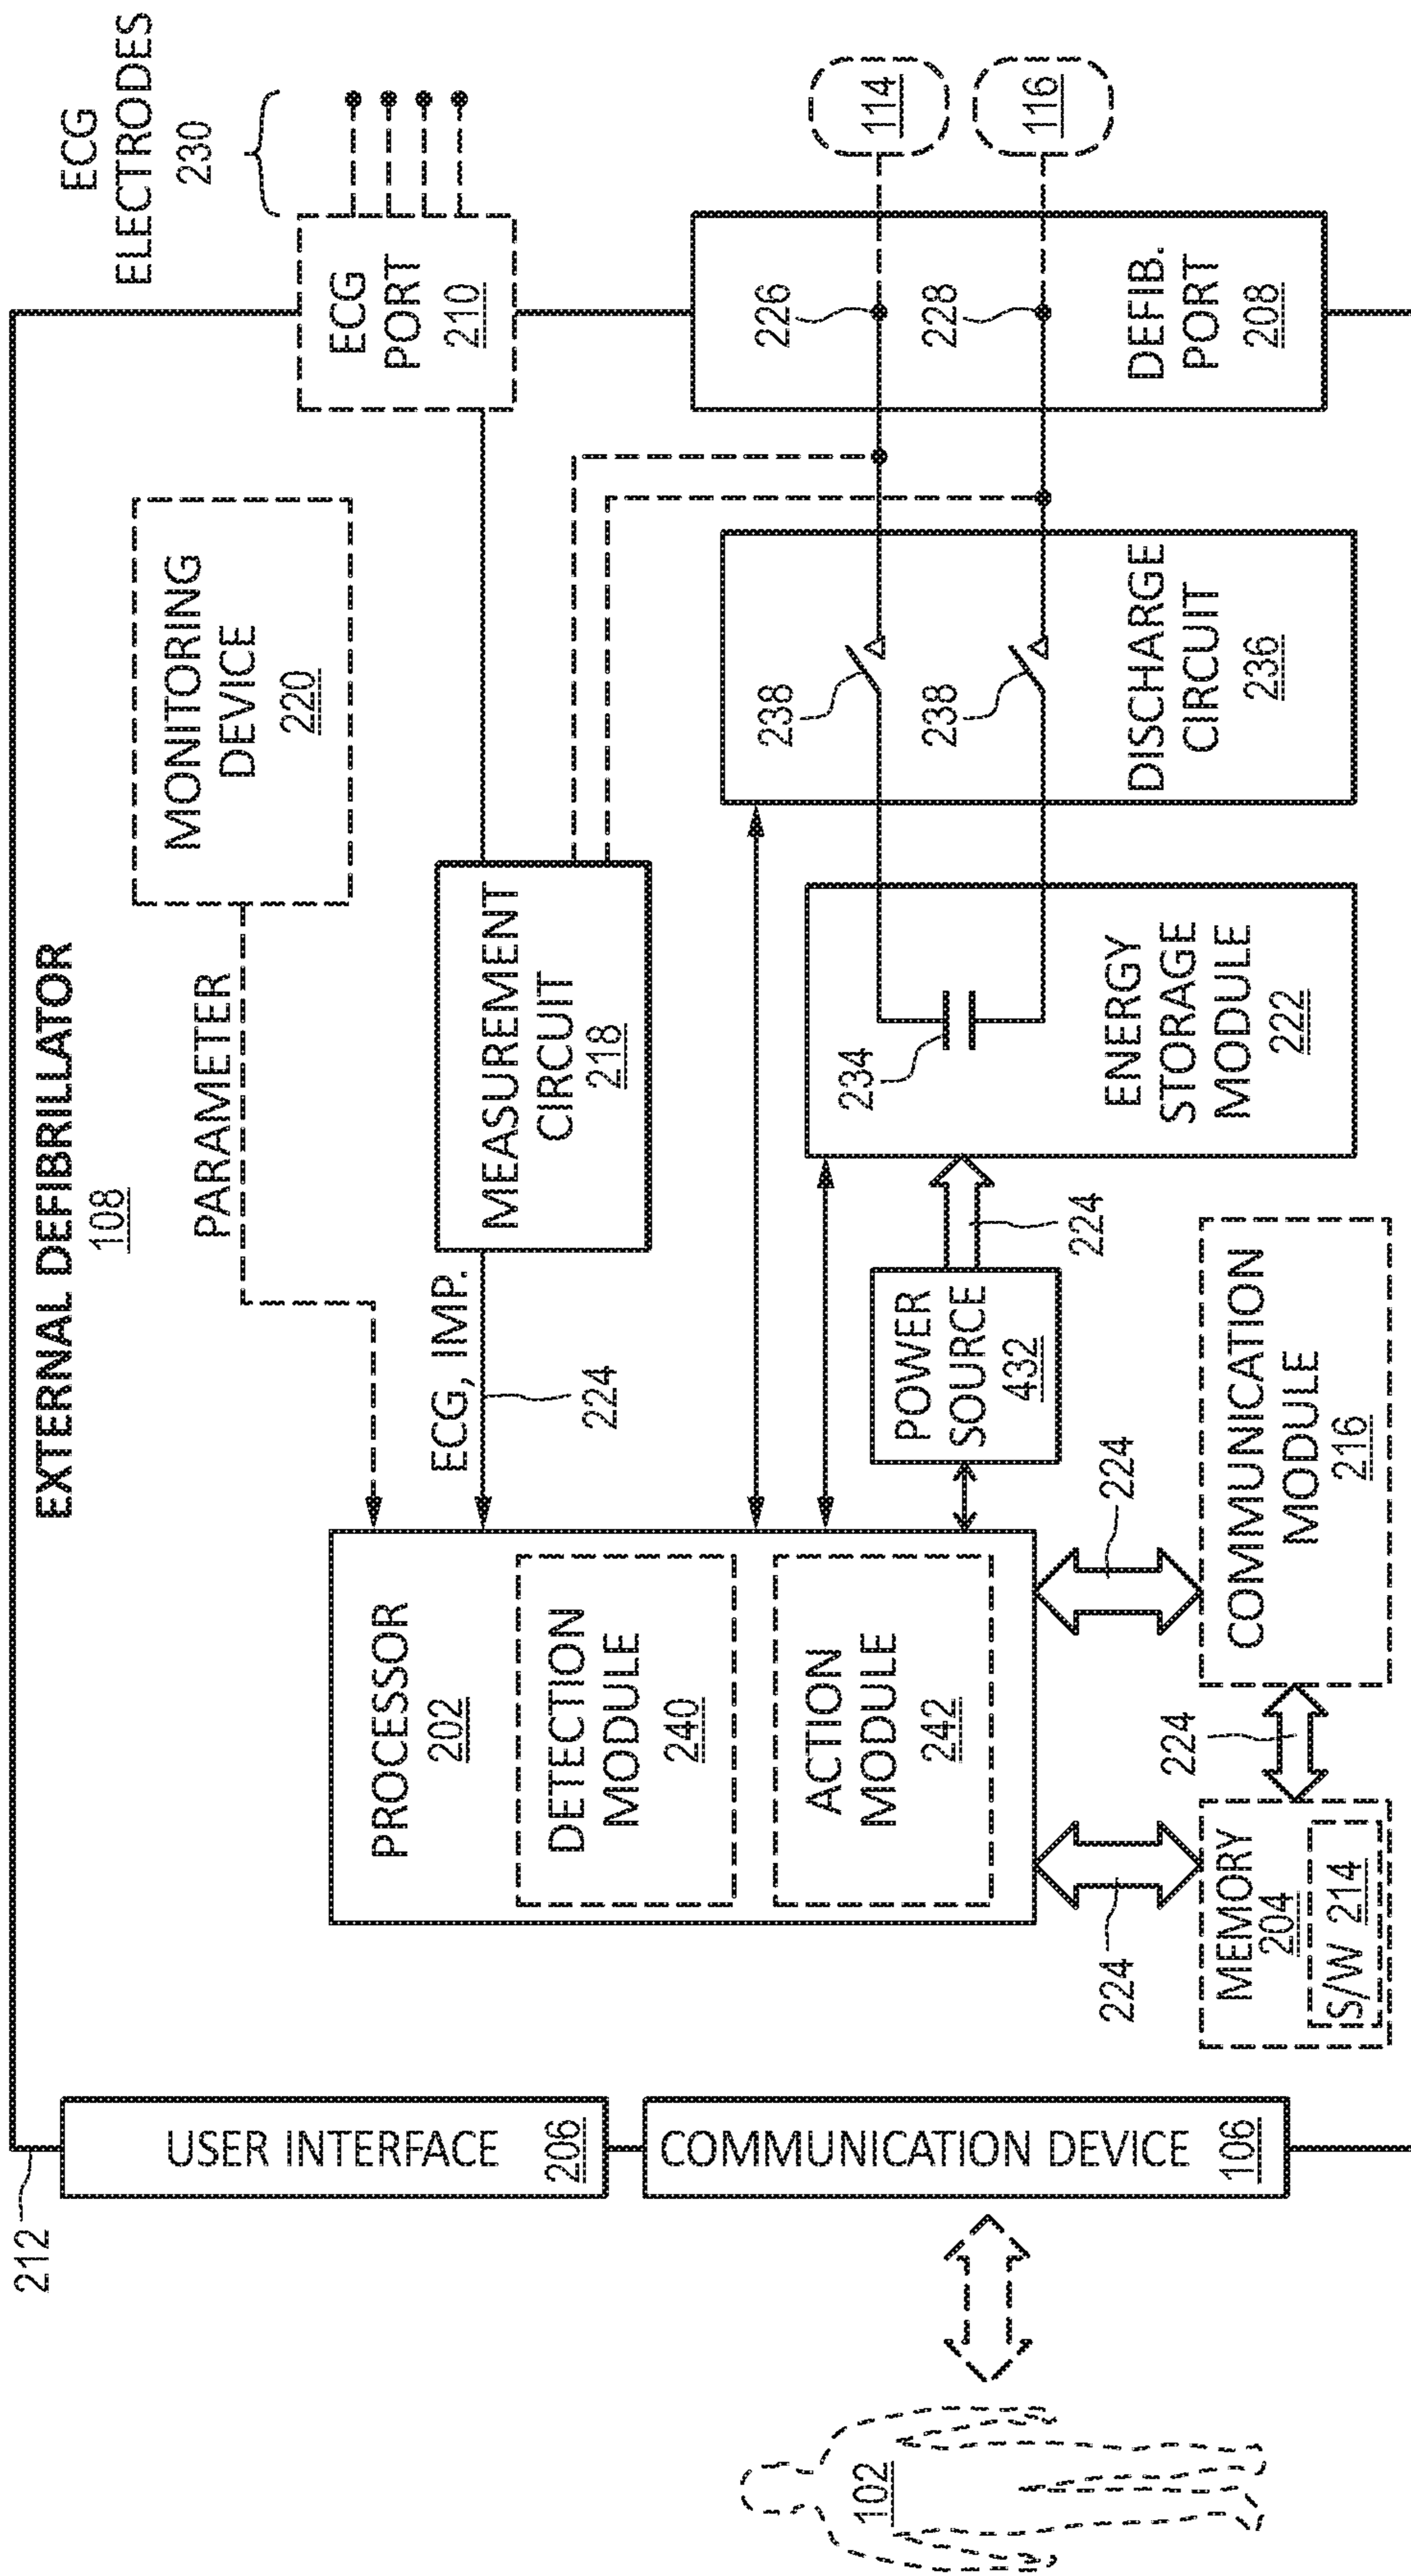 EXTERNAL DEFIBRILLATOR
108
212
USER INTERFACE
206
COMMUNICATION DEVICE
106
102
PROCESSOR
202
DETECTION
MODULE
240
ACTION
MODULE
242
MEMORY
204
S/W 214
224
224
COMMUNICATION
MODULE
216
224
PARAMETER
MONITORING
DEVICE
220
ECG, IMP.
224
MEASUREMENT
CIRCUIT
218
POWER
SOURCE
432
224
234
ENERGY
STORAGE
MODULE
222
238
238
DISCHARGE
CIRCUIT
236
ECG
ELECTRODES
230
ECG
PORT
210
226
228
DEFIB.
PORT
208
114
116